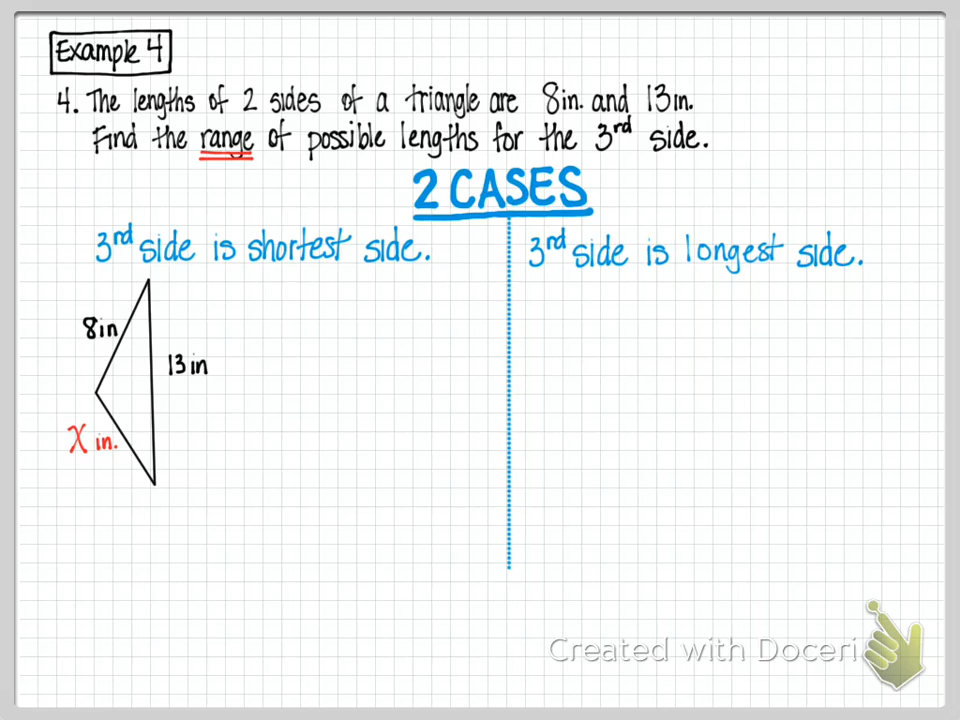 Example 4
4. The lengths of 2 sides of a triangle are 8in. and 13in.
Find the range of possible lengths for the 3rd side.
2 CASES
3rd side is shortest side.
3rd side is longest side.
8in
13in
x in.
Created with Doceri